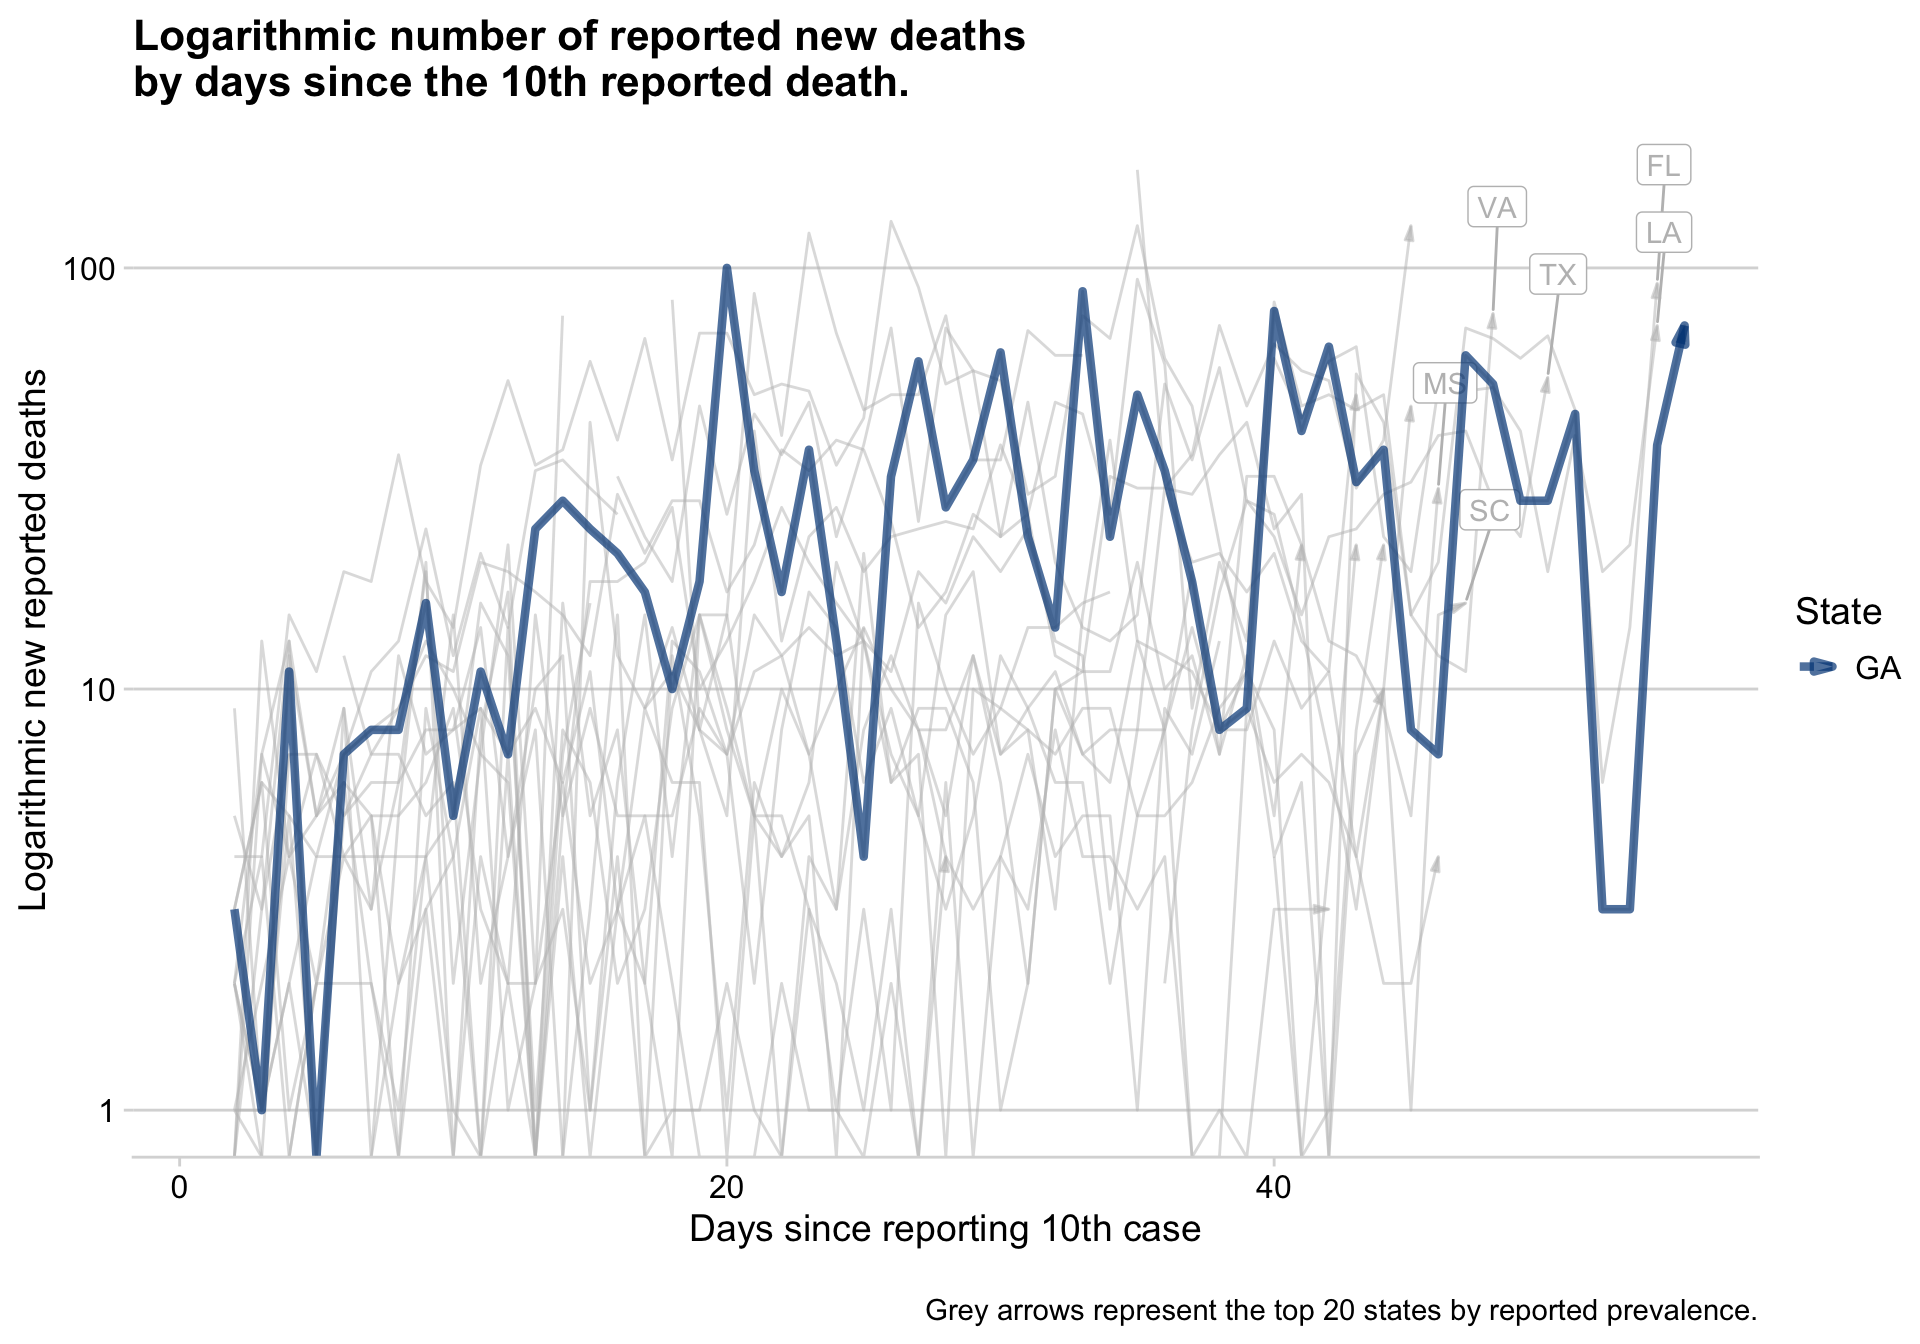 Logarithmic number of reported new deaths
by days since the 10th reported death.
FL
VA
LA
100
TX
MS
SC
Logarithmic new reported deaths
State
GA
10
1
0
20
40
Days since reporting 10th case
Grey arrows represent the top 20 states by reported prevalence.